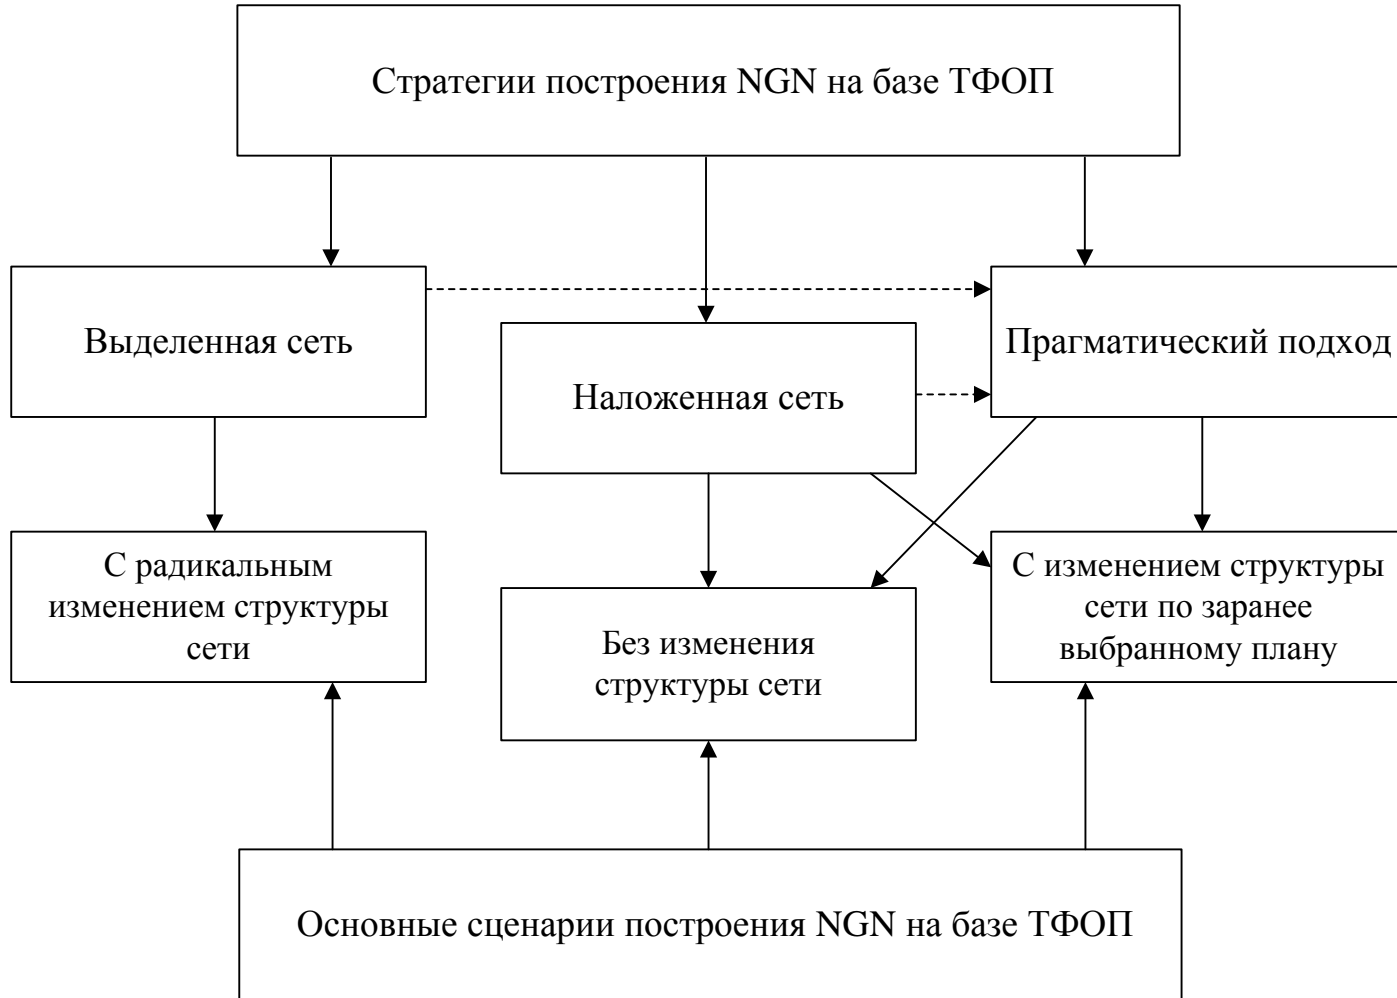 Стратегии построения NGN на базе ТФОП
Выделенная сеть
Наложенная сеть
Прагматический подход
С радикальным
изменением структуры
сети
Без изменения
структуры сети
С изменением структуры
сети по заранее
выбранному плану
Основные сценарии построения NGN на базе ТФОП